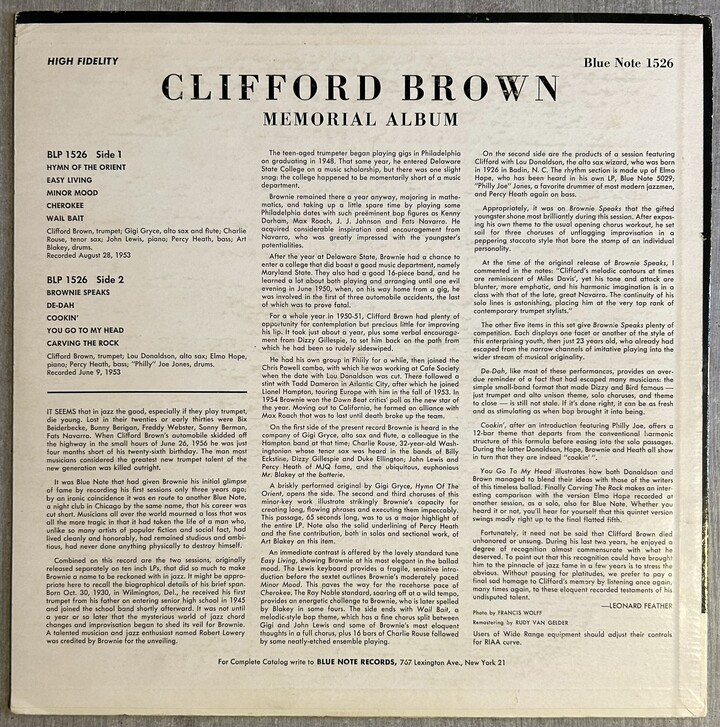 HIGH FIDELITY
Blue Note 1526
CLIFFORD BROWN
MEMORIAL ALBUM
BLP 1526 Side 1
HYMN OF THE ORIENT
EASY LIVING
MINOR MOOD
CHEROKEE
WAIL BAIT
Clifford Brown, trumpet; Gigi Gryce, alto sax and flute; Charlie
Rouse, tenor sax; John Lewis, piano; Percy Heath, bass; Art
Blakey, drums.
Recorded August 28, 1953
BLP 1526 Side 2
BROWNIE SPEAKS
DE-DAH
COOKIN'
YOU GO TO MY HEAD
CARVING THE ROCK
Clifford Brown, trumpet; Lou Donaldson, alto sax; Elmo Hope,
piano; Percy Heath, bass; "Philly" Joe Jones, drums.
Recorded June 9, 1953
IT SEEMS that in jazz the good, especially if they play trumpet,
die young. Lost in their twenties or early thirties were Bix
Beiderbecke, Bunny Berigan, Freddy Webster, Sonny Berman,
Fats Navarro. When Clifford Brown's automobile skidded off
the highway in the small hours of June 26, 1956 he was just
four months short of his twenty-sixth birthday. The man most
musicians considered the greatest new trumpet talent of the
new generation was killed outright.
It was Blue Note that had given Brownie his initial glimpse
of fame by recording his first sessions only three years ago;
by an ironic coincidence it was en route to another Blue Note,
a night club in Chicago by the same name, that his career was
cut short. Musicians all over the world mourned a loss that was
all the more tragic in that it had taken the life of a man who,
unlike so many artists of popular fiction and social fact, had
lived cleanly and honorably, had remained studious and ambi-
tious, had never done anything physically to destroy himself.
Combined on this record are the two sessions, originally
released separately on ten inch LPs, that did so much to make
Brownie a name to be reckoned with in jazz. It might be appro-
priate here to recall the biographical details of his brief span.
Born Oct. 30, 1930, in Wilmington, Del., he received his first
trumpet from his father on entering senior high school in 1945
and joined the school band shortly afterward. It was not until
a year or so later that the mysterious world of jazz chord
changes and improvisation began to shed its veil for Brownie.
A talented musician and jazz enthusiast named Robert Lowery
was credited by Brownie for the unveiling.
The teen-aged trumpeter began playing gigs in Philadelphia
on graduating in 1948. That same year, he entered Delaware
State College on a music scholarship, but there was one slight
snag: the college happened to be momentarily short of a music
department.
Brownie remained there a year anyway, majoring in mathe-
matics, and taking up a little spare time by playing some
Philadelphia dates with such preëminent bop figures as Kenny
Dorham, Max Roach, J. J. Johnson and Fats Navarro. He
acquired considerable inspiration and encouragement from
Navarro, who was greatly impressed with the youngster's
potentialities.
After the year at Delaware State, Brownie had a chance to
enter a college that did boast a good music department, namely
Maryland State. They also had a good 16-piece band, and he
learned a lot about both playing and arranging until one evil
evening in June 1950, when, on his way home from a gig, he
was involved in the first of three automobile accidents, the last
of which was to prove fatal.
For a whole year in 1950-51, Clifford Brown had plenty of
opportunity for contemplation but precious little for improving
his lip. It took just about a year, plus some verbal encourage-
ment from Dizzy Gillespie, to set him back on the path from
which he had been so rudely sideswiped.
He had his own group in Philly for a while, then joined the
Chris Powell combo, with which he was working at Cafe Society
when the date with Lou Donaldson was cut. There followed a
stint with Tadd Dameron in Atlantic City, after which he joined
Lionel Hampton, touring Europe with him in the fall of 1953. In
1954 Brownie won the Down Beat critics' poll as the new star of
the year. Moving out to California, he formed an alliance with
Max Roach that was to last until death broke up the team.
On the first side of the present record Brownie is heard in the
company of Gigi Gryce, alto sax and flute, a colleague in the
Hampton band at that time; Charlie Rouse, 32-year-old Wash-
ingtonian whose tenor sax was heard in the bands of Billy
Eckstine, Dizzy Gillespie and Duke Ellington; John Lewis and
Percy Heath of MJQ fame, and the ubiquitous, euphonious
Mr. Blakey at the batterie.
A briskly performed original by Gigi Gryce, Hymn Of The
Orient, opens the side. The second and third choruses of this
minor-key work illustrate strikingly Brownie's capacity for
creating long, flowing phrases and executing them impeccably.
This passage, 65 seconds long, was to us a major highlight of
the entire LP. Note also the solid underlining of Percy Heath
and the fine contribution, both in solos and sectional work, of
Art Blakey on this item.
An immediate contrast is offered by the lovely standard tune
Easy Living, showing Brownie at his most elegant in the ballad
mood. The Lewis keyboard provides a fragile, sensitive intro-
duction before the sextet outlines Brownie's moderately paced
Minor Mood. This paves the way for the racehorse pace of
Cherokee. The Ray Noble standard, soaring off at a wild tempo,
provides an energetic challenge to Brownie, who is later spelled
by Blakey in some fours. The side ends with Wail Bait, a
melodic-style bop theme, which has a fine chorus split between
Gigi and John Lewis and some of Brownie's most eloquent
thoughts in a full chorus, plus 16 bars of Charlie Rouse followed
by some neatly-etched ensemble playing.
On the second side are the products of a session featuring
Clifford with Lou Donaldson, the alto sax wizard, who was born
in 1926 in Badin, N. C. The rhythm section is made up of Elmo
Hope, who has been heard in his own LP, Blue Note 5029;
"Philly Joe" Jones, a favorite drummer of most modern jazzmen,
and Percy Heath again on bass.
Appropriately, it was on Brownie Speaks that the gifted
youngster shone most brilliantly during this session. After expos-
ing his own theme to the usual opening chorus workout, he set
sail for three choruses of unflagging improvisation in a
peppering staccato style that bore the stamp of an individual
personality.
At the time of the original release of Brownie Speaks, I
commented in the notes: "Clifford's melodic contours at times
are reminiscent of Miles Davis', yet his tone and attack are
blunter, more emphatic, and his harmonic imagination is in a
class with that of the late, great Navarro. The continuity of his
solo lines is astonishing, placing him at the very top rank of
contemporary trumpet stylists."
The other five items in this set give Brownie Speaks plenty of
competition. Each displays one facet or another of the style of
this enterprising youth, then just 23 years old, who had already
escaped from the narrow channels of imitative playing into the
wider stream of musical originality.
De-Dah, like most of these performances, provides an over-
due reminder of a fact that had escaped many musicians: the
simple small-band format that made Dizzy and Bird famous —
just trumpet and alto unison theme, solo choruses, and theme
to close — is still not stale. If it's done right, it can be as fresh
and as stimulating as when bop brought it into being.
Cookin', after an introduction featuring Philly Joe, offers a
12-bar theme that departs from the conventional harmonic
structure of this formula before easing into the solo passages.
During the latter Donaldson, Hope, Brownie and Heath all show
in turn that they are indeed "cookin' ".
You Go To My Head illustrates how both Donaldson and
Brown managed to blend their ideas with those of the writers
of this timeless ballad. Finally Carving The Rock makes an inter-
esting comparison with the version Elmo Hope recorded at
another session, as a solo, also for Blue Note. Whether you
heard it or not, you'll hear for yourself that this quintet version
swings madly right up to the final flatted fifth.
Fortunately, it need not be said that Clifford Brown died
unhonored or unsung. During his last two years, he enjoyed a
degree of recognition almost commensurate with what he
deserved. To point out that this recognition could have brought
him to the pinnacle of jazz fame in a few years is to stress the
obvious. Without pausing for platitudes, we prefer to pay a
final sad homage to Clifford's memory by listening once again,
many times again, to these eloquent recorded testaments of his
undisputed talent.
—LEONARD FEATHER
Photo by FRANCIS WOLFF
Remastering by RUDY VAN GELDER
Users of Wide Range equipment should adjust their controls
for RIAA curve.
For Complete Catalog write to BLUE NOTE RECORDS, 767 Lexington Ave., New York 21